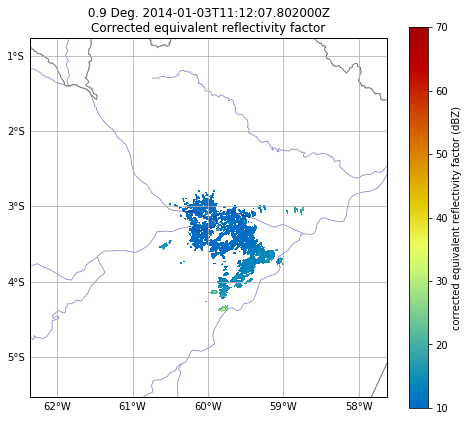 0.9 Deg. 2014-01-03T11:12:07.802000Z
Corrected equivalent reflectivity factor
1°S
2°S
3°S
4°S
5°S
62°W 61°W 60°W 59°W 58°W
70
60
50
40
30
20
10
corrected equivalent reflectivity factor (dBZ)